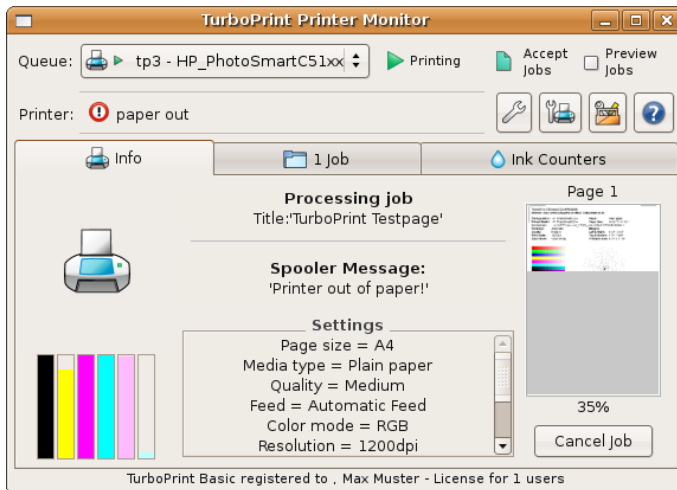 TurboPrint Printer Monitor
Queue: tp3 - HP_PhotoSmartC51xx Printing Accept Jobs Preview Jobs
Printer: paper out
Info 1 Job Ink Counters
Processing job
Title:'TurboPrint Testpage'
Spooler Message:
'Printer out of paper!'
Settings
Page size = A4
Media type = Plain paper
Quality = Medium
Feed = Automatic Feed
Color mode = RGB
Resolution = 1200dpi
Page 1
35%
Cancel Job
TurboPrint Basic registered to , Max Muster - License for 1 users